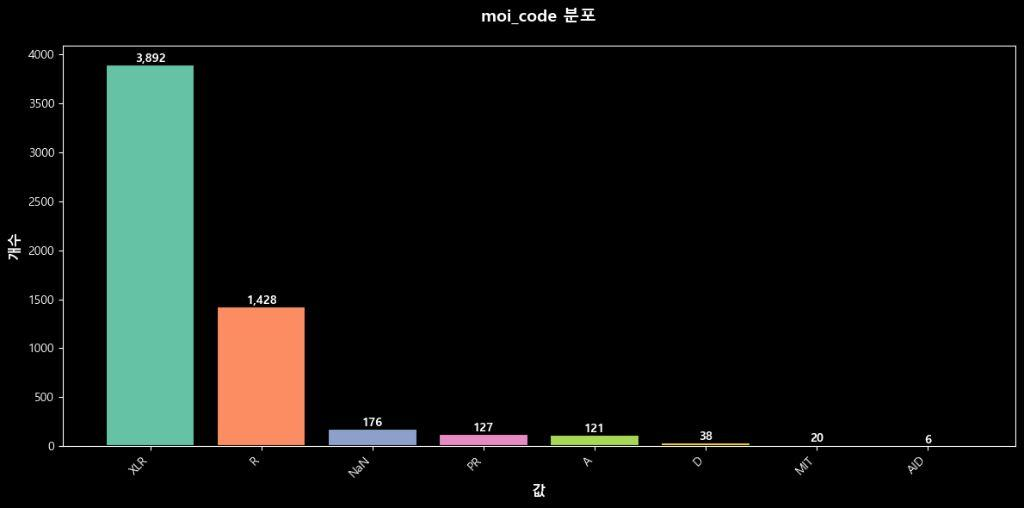 moi_code 분포
4000
3500
3000
2500
2000
1500
1000
500
0
개수
3,892
1,428
176
127
121
38
20
6
XLR
R
NaN
PR
A
D
MIT
AID
값